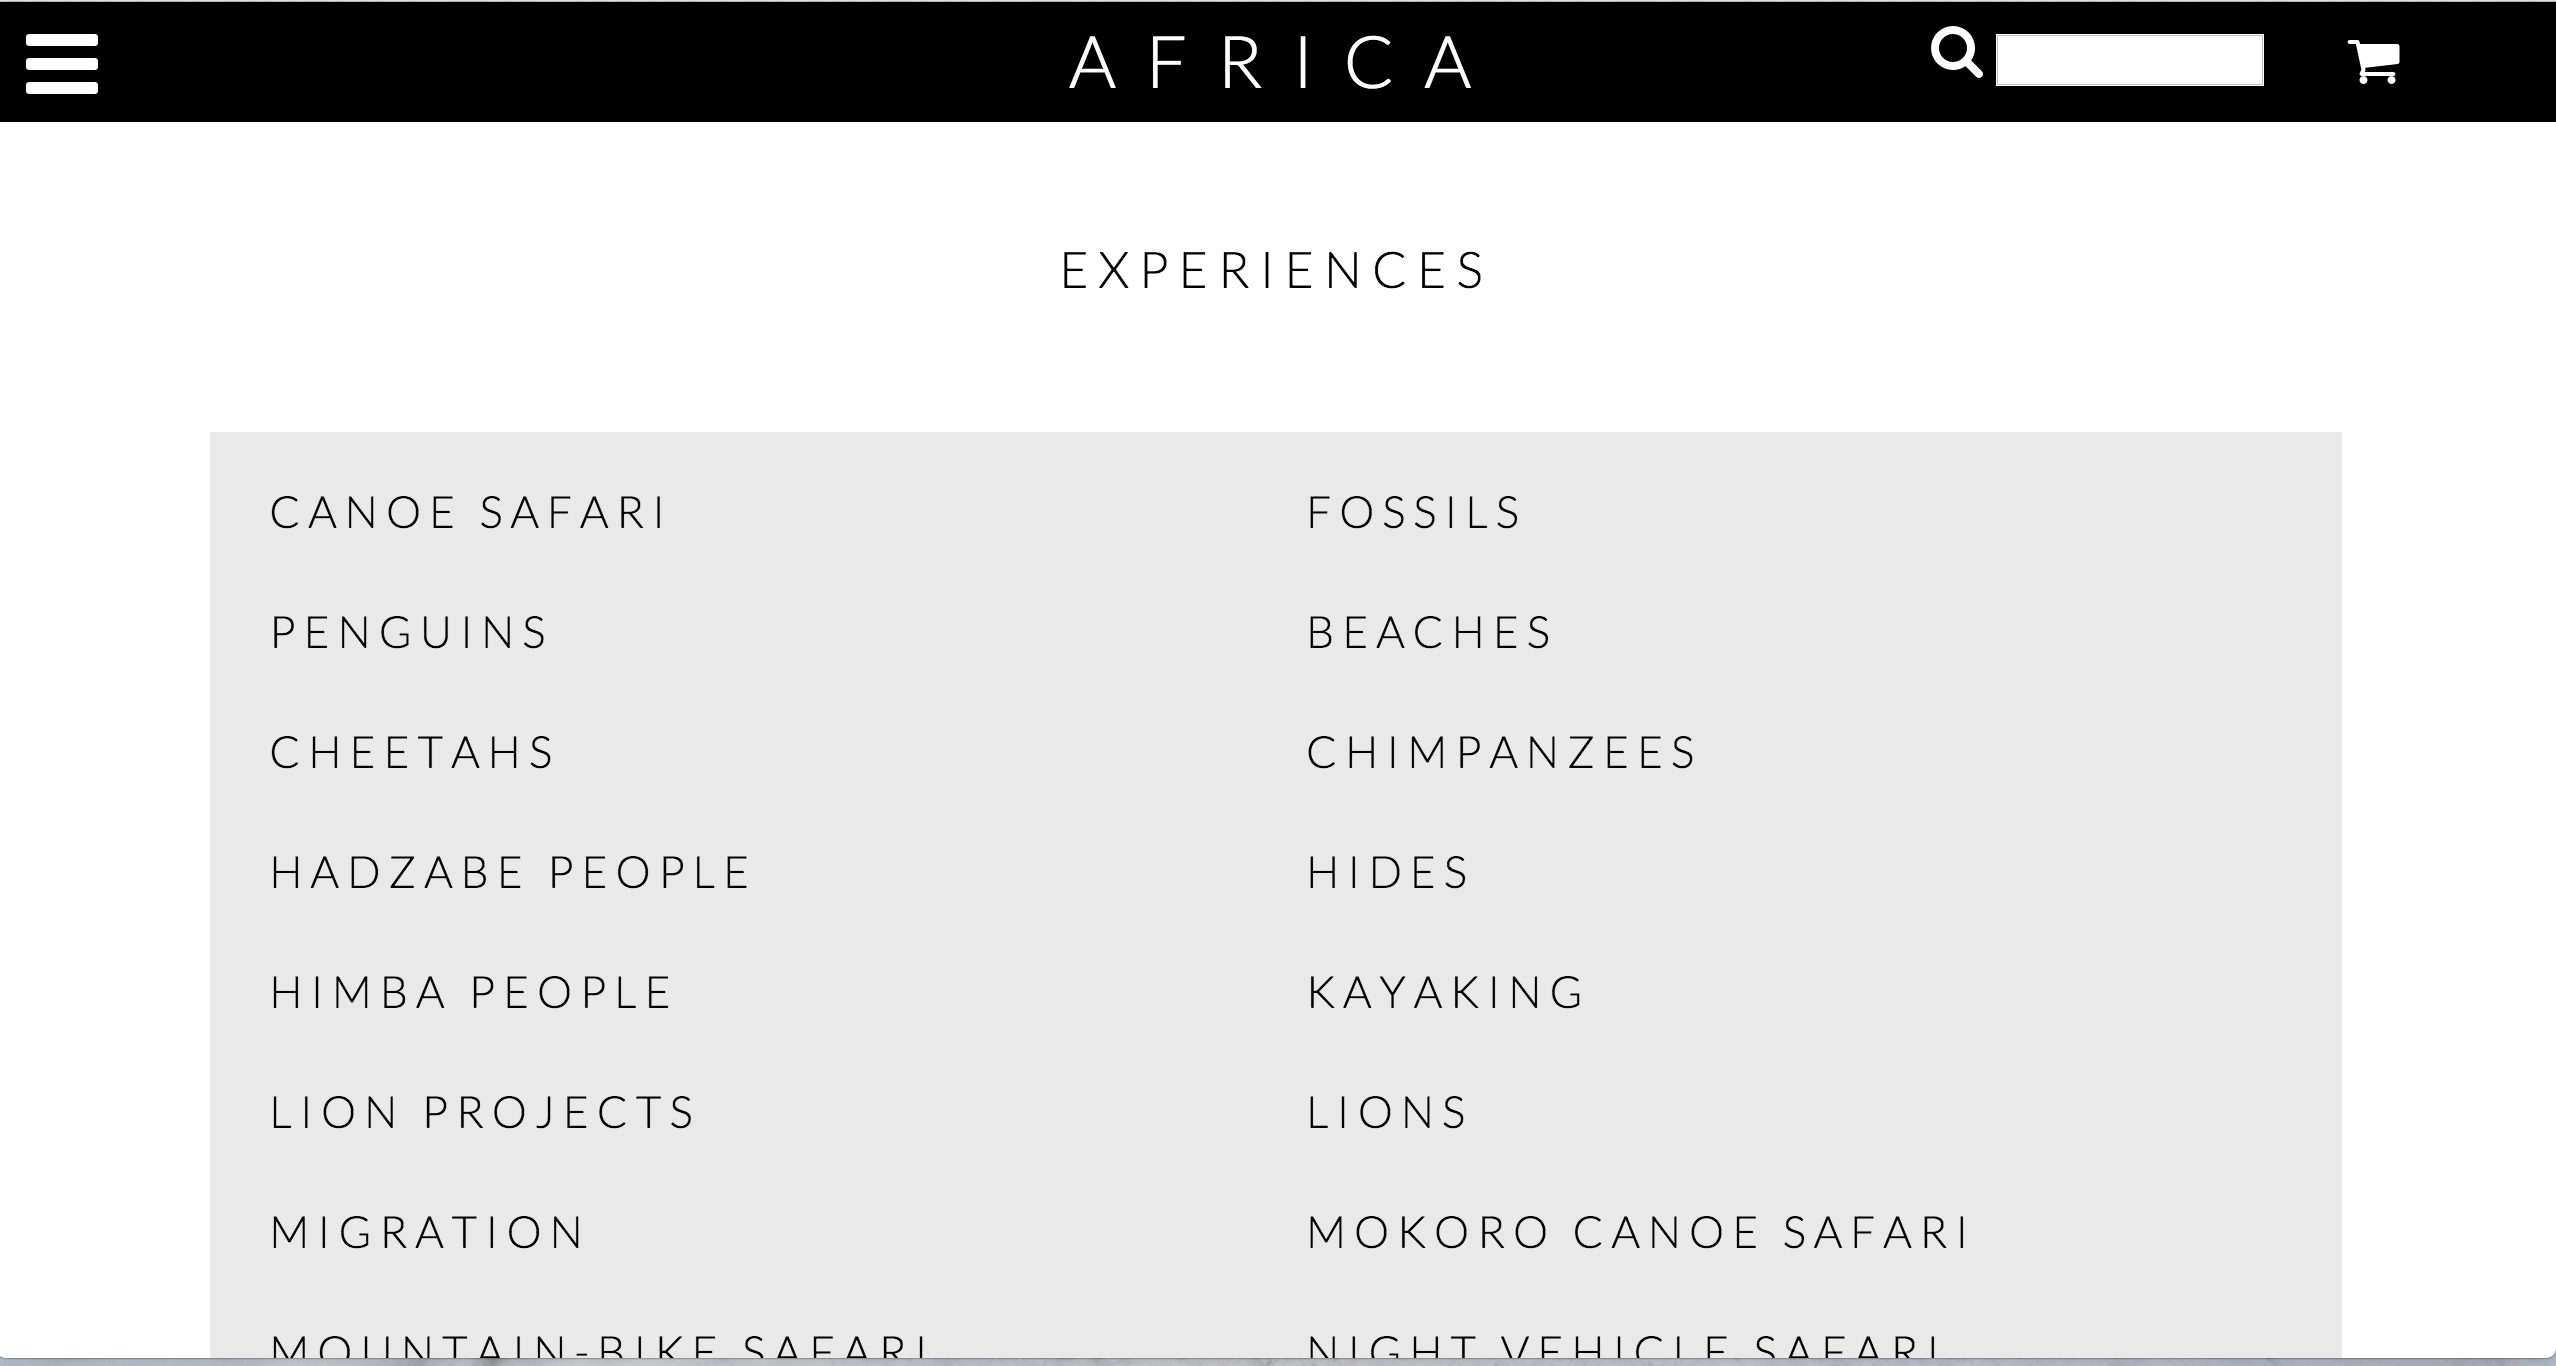 AFRICA
EXPERIENCES
CANOE SAFARI
FOSSILS
PENGUINS
BEACHES
CHEETAHS
CHIMPANZEES
HADZABE PEOPLE
HIDES
HIMBA PEOPLE
KAYAKING
LION PROJECTS
LIONS
MIGRATION
MOKORO CANOE SAFARI
MOUNTAIN-BIKE SAFARI
NIGHT VEHICLE SAFARI